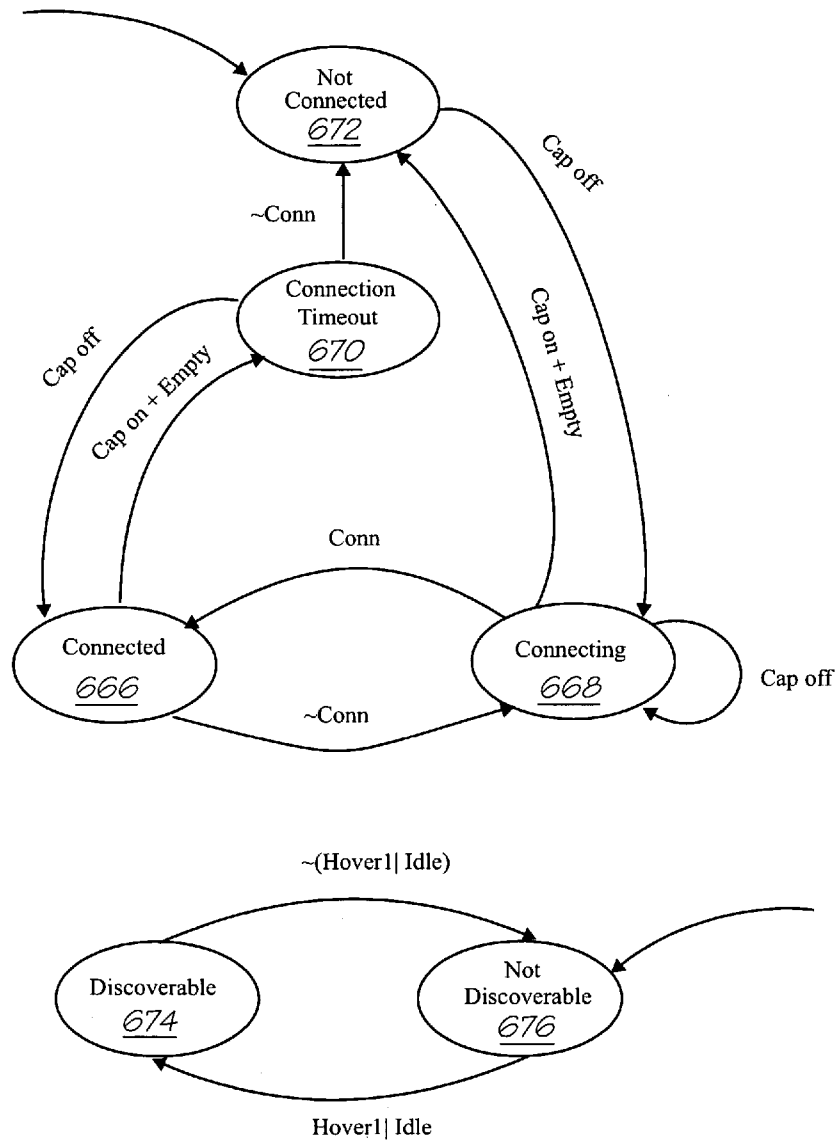 Not
Connected
672
Cap off
~Conn
Connection
Timeout
670
Cap off
Cap on + Empty
Cap on + Empty
Conn
Connected
666
Connecting
668
Cap off
~Conn
~(Hover1| Idle)
Discoverable
674
Not
Discoverable
676
Hover1| Idle